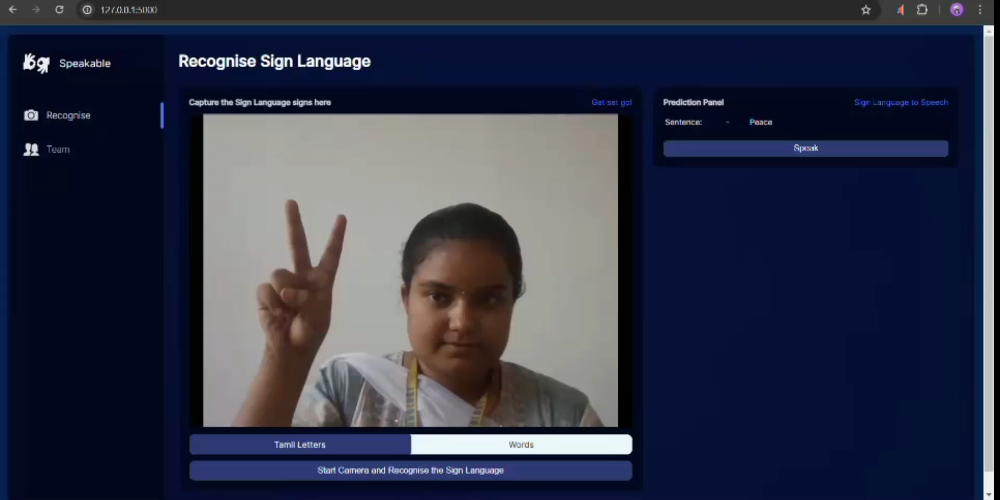 127.0.0.1:5000
Speakable
Recognise
Team
Recognise Sign Language
Capture the Sign Language signs here
Get set go!
Tamil Letters
Words
Start Camera and Recognise the Sign Language
Prediction Panel
Sign Language to Speech
Sentence: - Peace
Speak